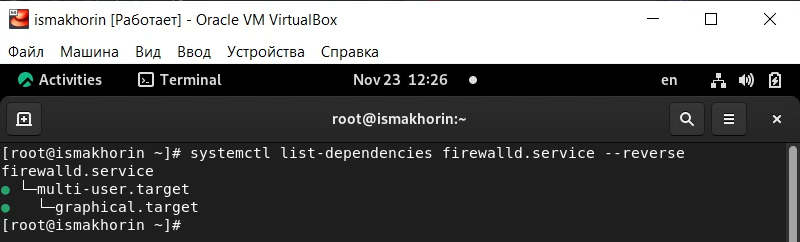 ismakhorin [Работает] - Oracle VM VirtualBox
Файл Машина Вид Ввод Устройства Справка
Activities Terminal Nov 23 12:26 en
root@ismakhorin:~
[root@ismakhorin ~]# systemctl list-dependencies firewalld.service --reverse
firewalld.service
● └─multi-user.target
●   └─graphical.target
[root@ismakhorin ~]#